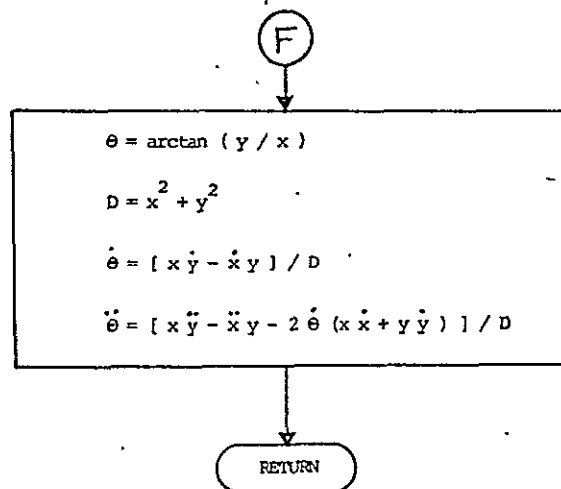 F
θ = arctan ( y / x )
D = x² + y²
θ̇ = [ x ẏ - ẋ y ] / D
θ̈ = [ x ÿ - ẍ y - 2 θ̇ (x ẋ + y ẏ ) ] / D
RETURN